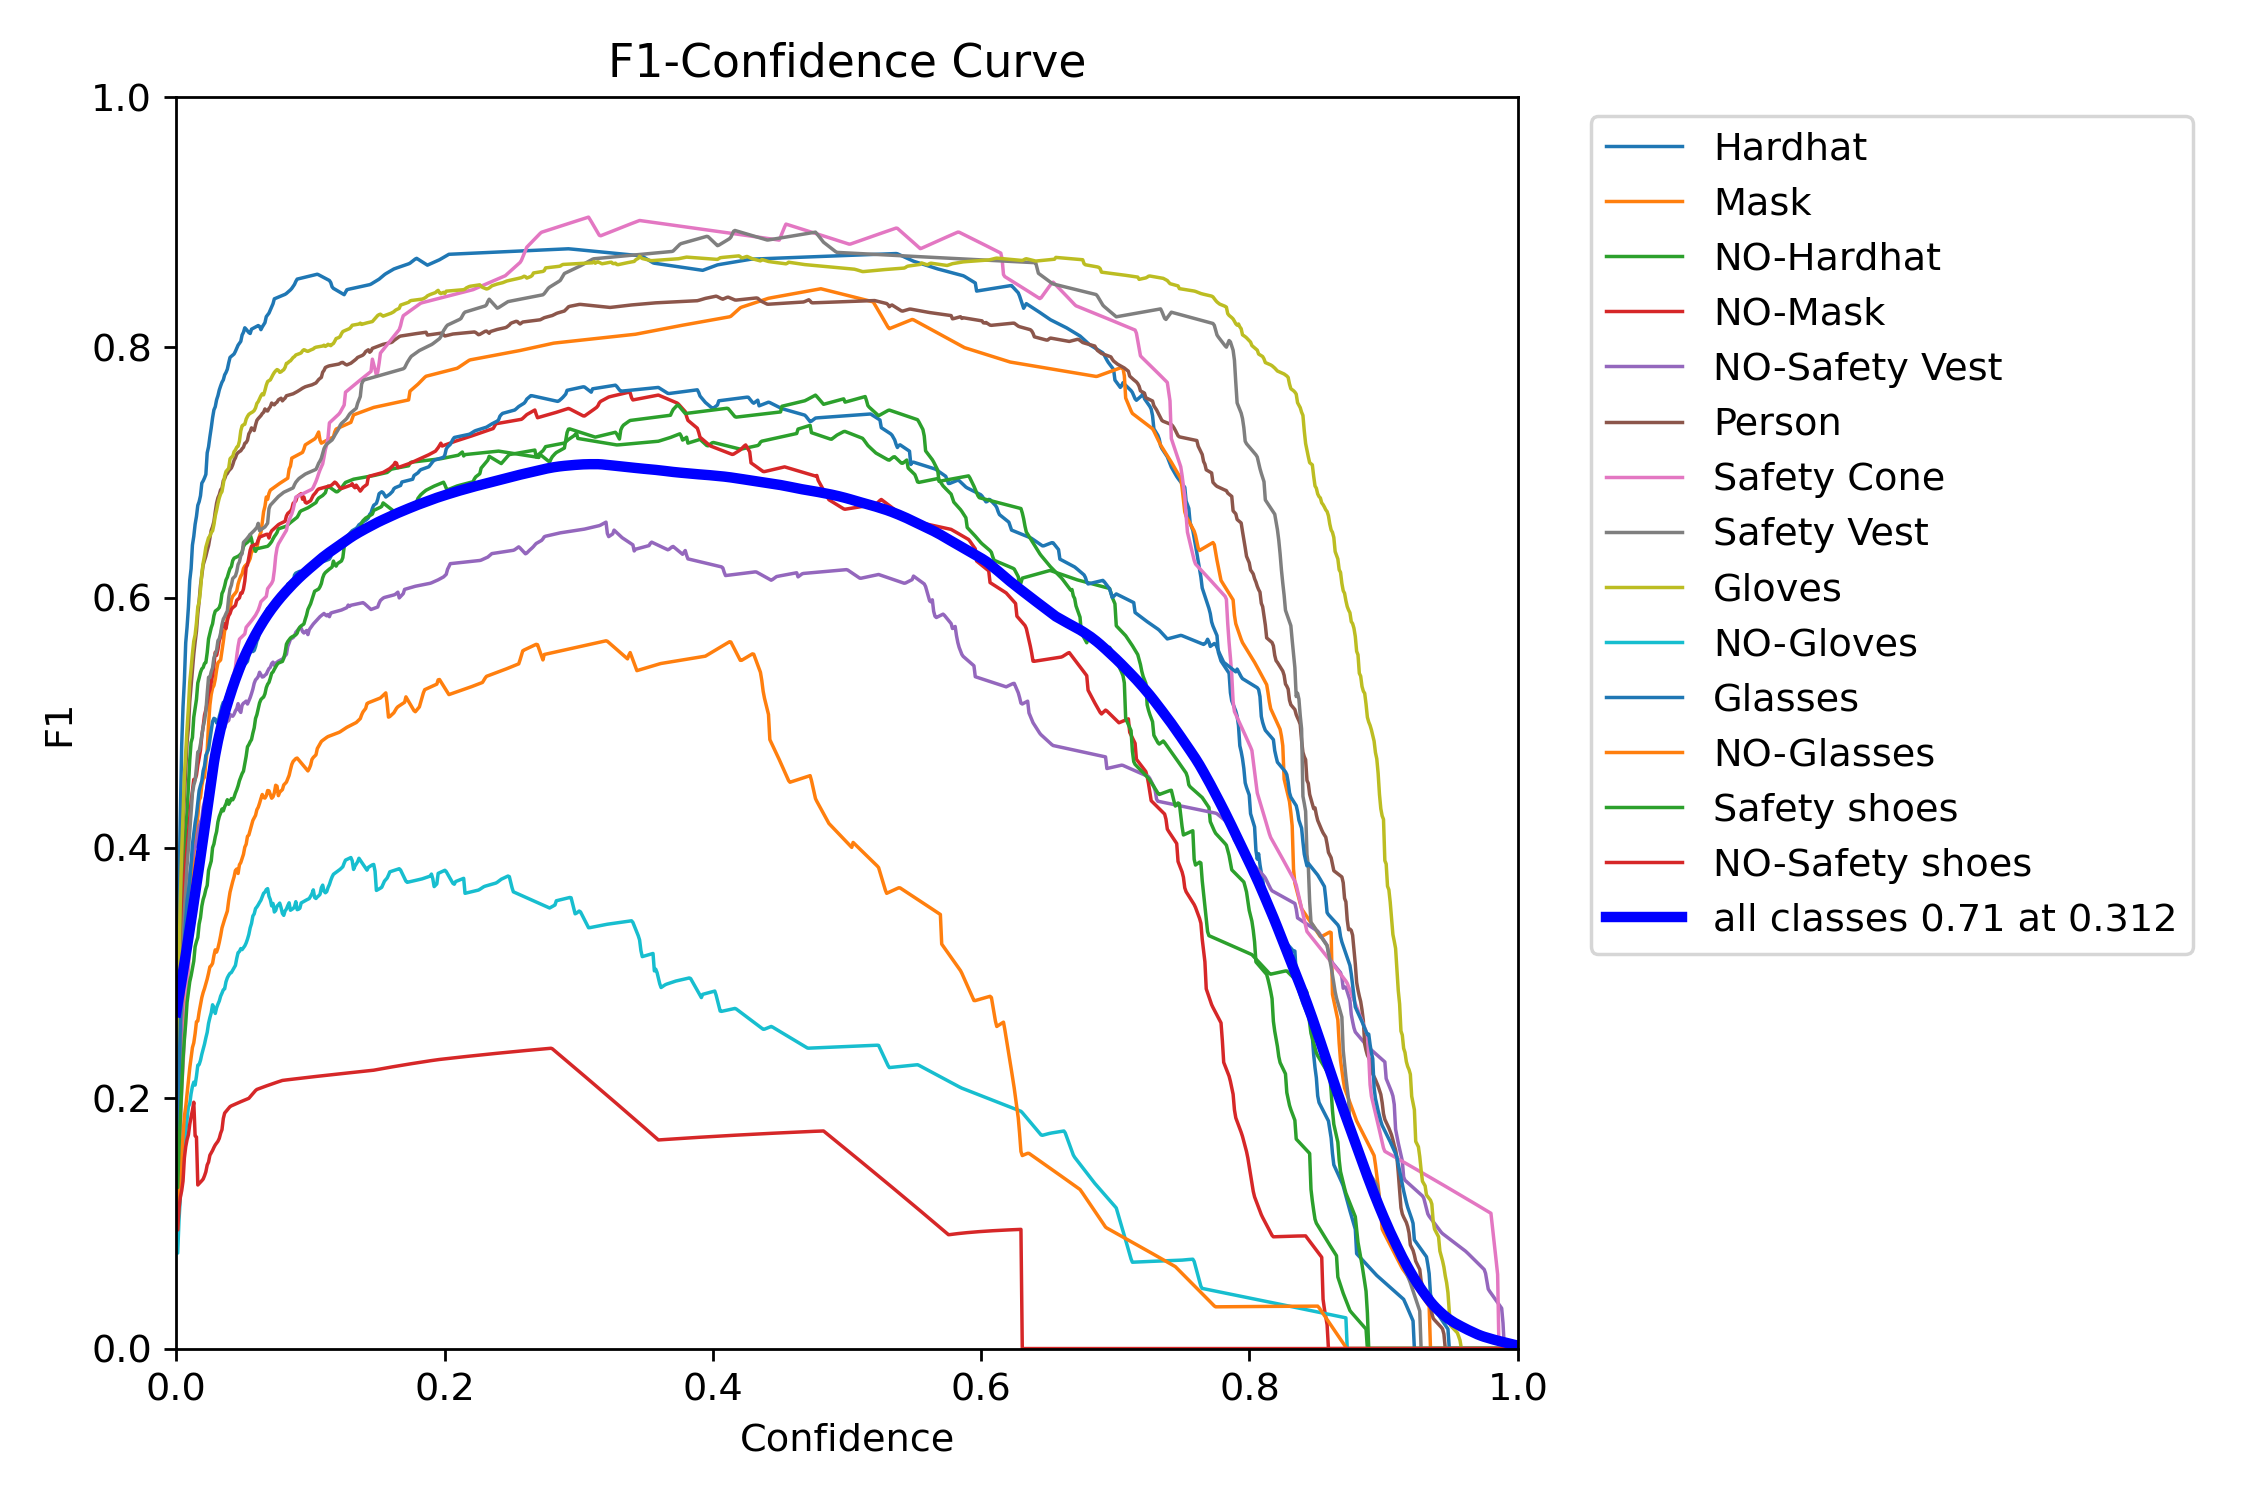 F1-Confidence Curve
1.0
0.8
0.6
0.4
0.2
0.0
F1
0.0 0.2 0.4 0.6 0.8 1.0
Confidence
Hardhat
Mask
NO-Hardhat
NO-Mask
NO-Safety Vest
Person
Safety Cone
Safety Vest
Gloves
NO-Gloves
Glasses
NO-Glasses
Safety shoes
NO-Safety shoes
all classes 0.71 at 0.312